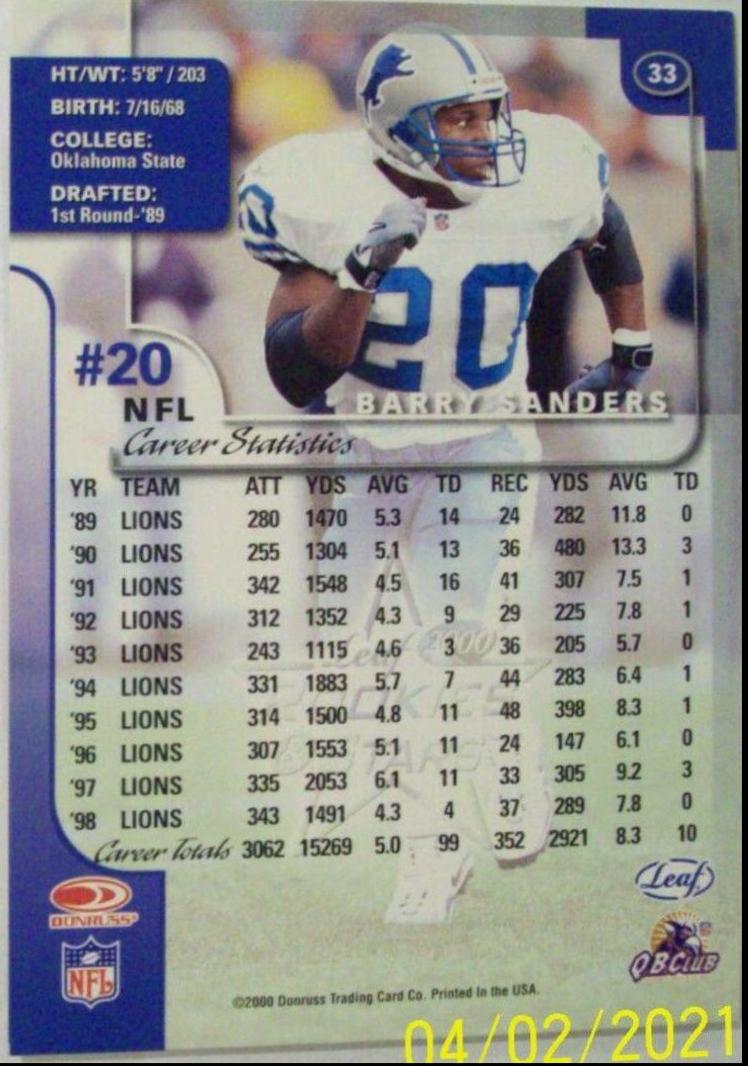 HT/WT: 5'8" / 203
BIRTH: 7/16/68
COLLEGE:
Oklahoma State
DRAFTED:
1st Round-'89
33
20
20
#20
NFL
BARRY SANDERS
Career Statistics
YR TEAM ATT YDS AVG TD REC YDS AVG TD
'89 LIONS 280 1470 5.3 14 24 282 11.8 0
'90 LIONS 255 1304 5.1 13 36 480 13.3 3
'91 LIONS 342 1548 4.5 16 41 307 7.5 1
'92 LIONS 312 1352 4.3 9 29 225 7.8 1
'93 LIONS 243 1115 4.6 3 36 205 5.7 0
'94 LIONS 331 1883 5.7 7 44 283 6.4 1
'95 LIONS 314 1500 4.8 11 48 398 8.3 1
'96 LIONS 307 1553 5.1 11 24 147 6.1 0
'97 LIONS 335 2053 6.1 11 33 305 9.2 3
'98 LIONS 343 1491 4.3 4 37 289 7.8 0
Career Totals 3062 15269 5.0 99 352 2921 8.3 10
Leaf 2000
ROOKIES
& STARS
Leaf
DONRUSS
NFL
QB CLUB
©2000 Donruss Trading Card Co. Printed In the USA.
04/02/2021